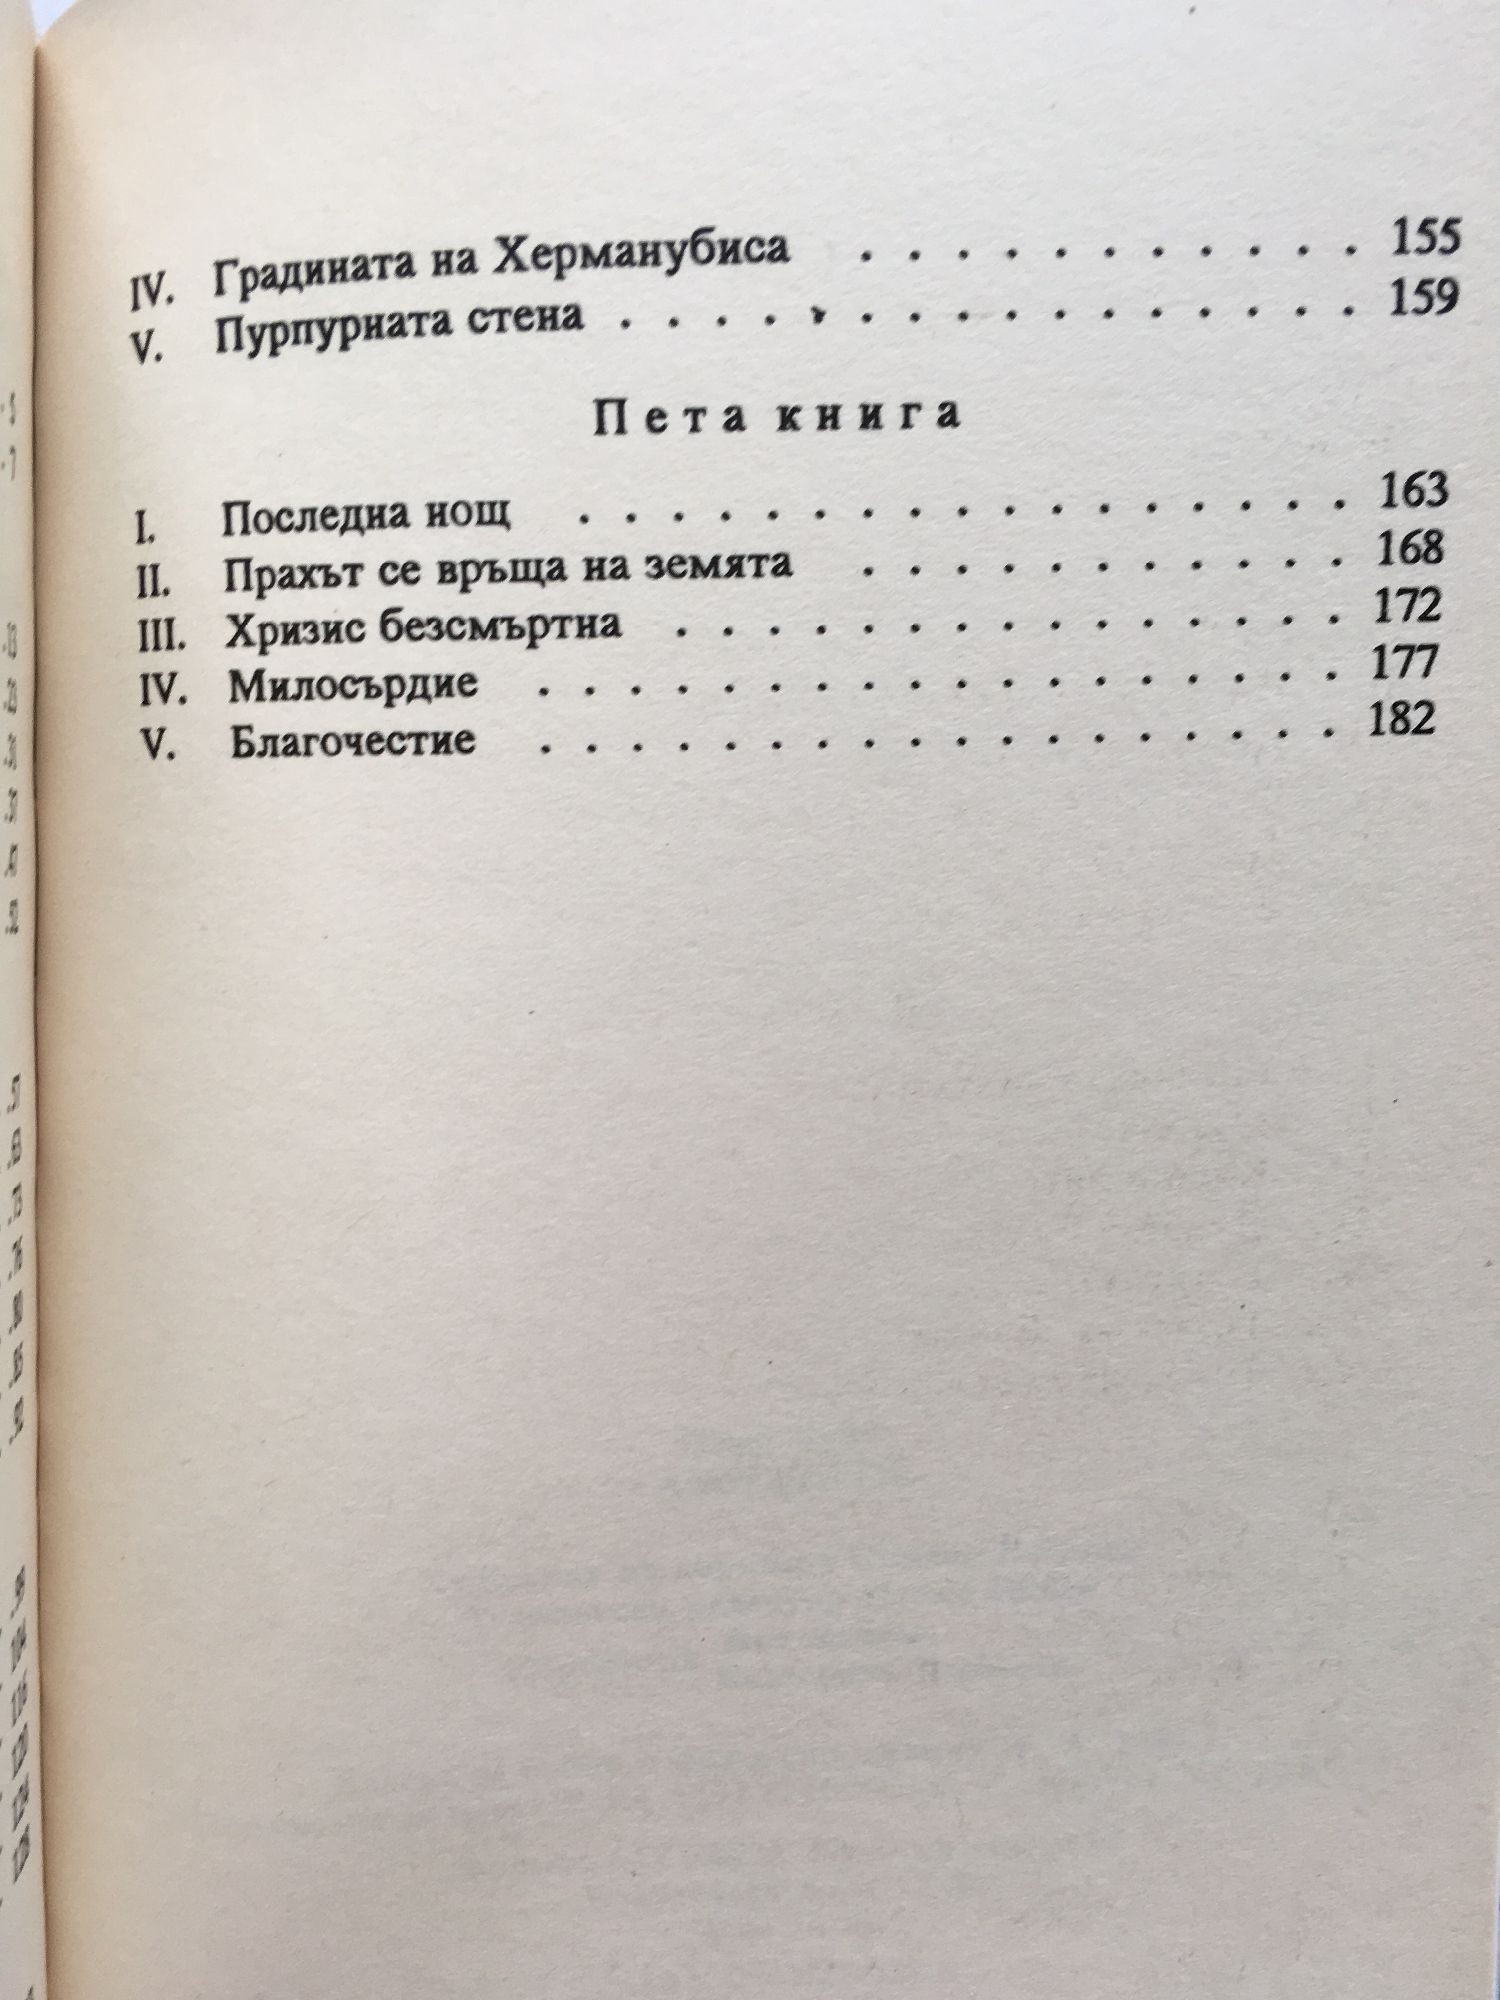 IV. Градината на Херманубиса . . . . . . . . . . . 155
V. Пурпурната стена . . . . . . . . . . . . . . . . 159
Пета книга
I. Последна нощ . . . . . . . . . . . . . . . . . 163
II. Прахът се връща на земята . . . . . . . . . . . 168
III. Хризис безсмъртна . . . . . . . . . . . . . . . 172
IV. Милосърдие . . . . . . . . . . . . . . . . . . 177
V. Благочестие . . . . . . . . . . . . . . . . . . 182